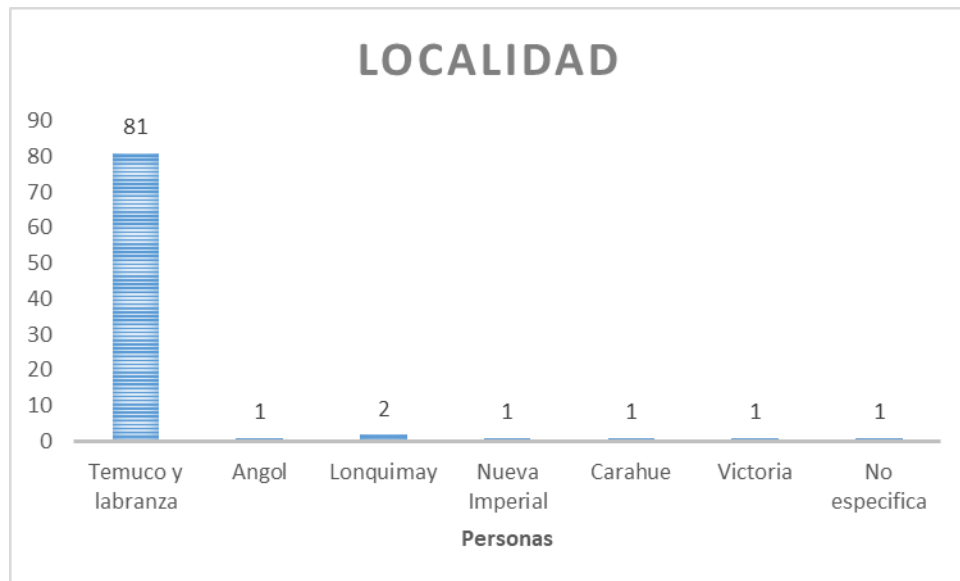 LOCALIDAD
90
80
70
60
50
40
30
20
10
0
81
1
2
1
1
1
1
Temuco y
labranza
Angol
Lonquimay
Nueva
Imperial
Carahue
Victoria
No
especifica
Personas